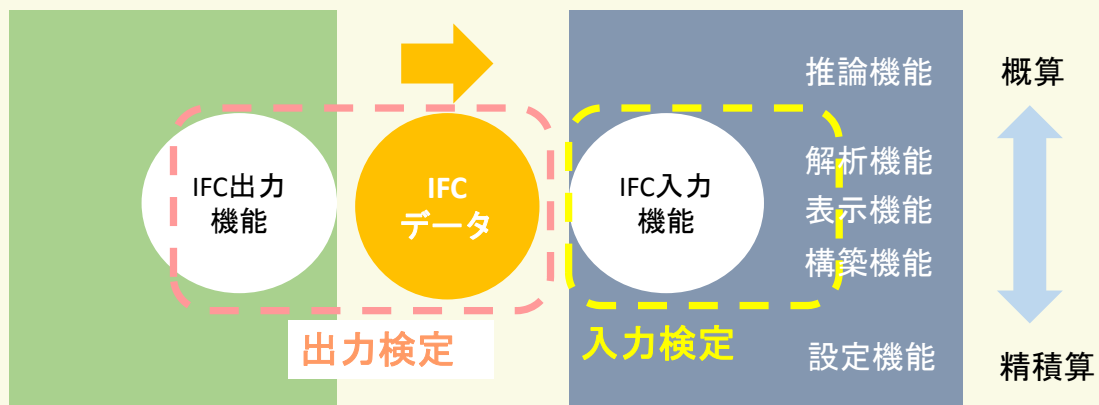 IFC出力
機能
IFC
データ
出力検定
IFC入力
機能
入力検定
推論機能
解析機能
表示機能
構築機能
設定機能
概算
精積算